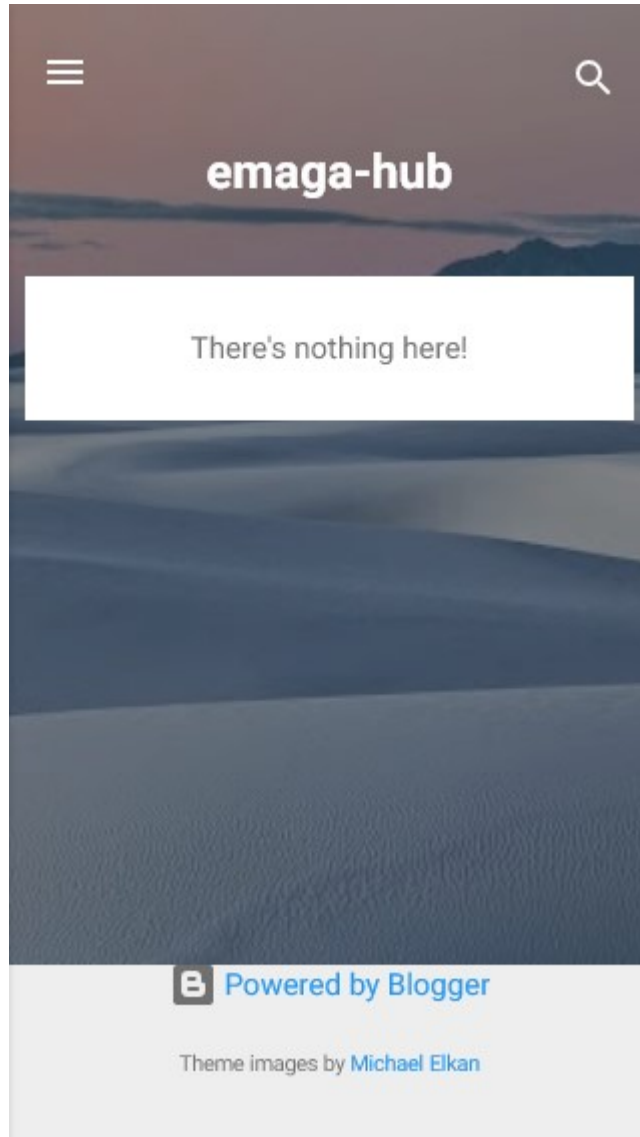 emaga-hub
There's nothing here!
Powered by Blogger
Theme images by Michael Elkan